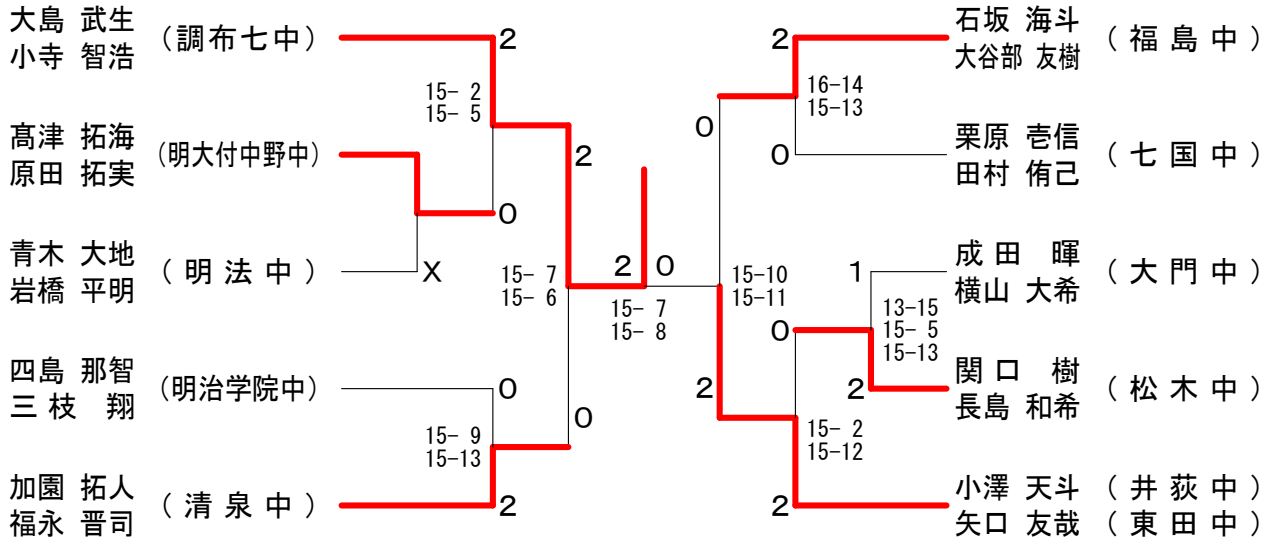 大島 武生
小寺 智浩
(調布七中)
2
15- 2
15- 5
髙津 拓海
原田 拓実
(明大付中野中)
0
青木 大地
岩橋 平明
(明法中)
X
2
15- 7
15- 6
四島 那智
三枝 翔
(明治学院中)
0
15- 9
15-13
0
加園 拓人
福永 晋司
(清泉中)
2
2 0
15- 7
15- 8
石坂 海斗
大谷部 友樹
(福島中)
2
16-14
15-13
0
栗原 壱信
田村 侑己
(七国中)
0
15-10
15-11
成田 暉
横山 大希
(大門中)
1
13-15
15- 5
15-13
0
関口 樹
長島 和希
(松木中)
2
2
15- 2
15-12
小澤 天斗 (井荻中)
矢口 友哉 (東田中)
2